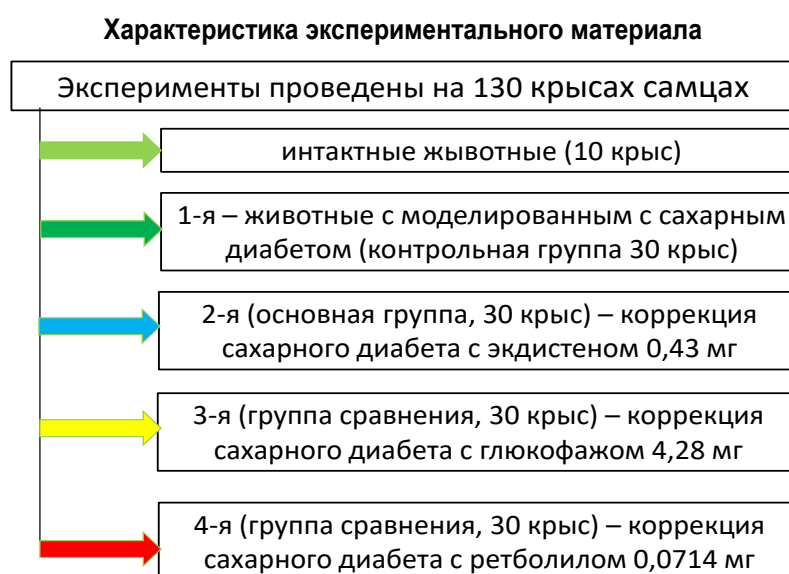 Характеристика экспериментального материала
Эксперименты проведены на 130 крысах самцах
интактные жывотные (10 крыс)
1-я – животные с моделированным с сахарным
диабетом (контрольная группа 30 крыс)
2-я (основная группа, 30 крыс) – коррекция
сахарного диабета с экдистеном 0,43 мг
3-я (группа сравнения, 30 крыс) – коррекция
сахарного диабета с глюкофажом 4,28 мг
4-я (группа сравнения, 30 крыс) – коррекция
сахарного диабета с ретболилом 0,0714 мг